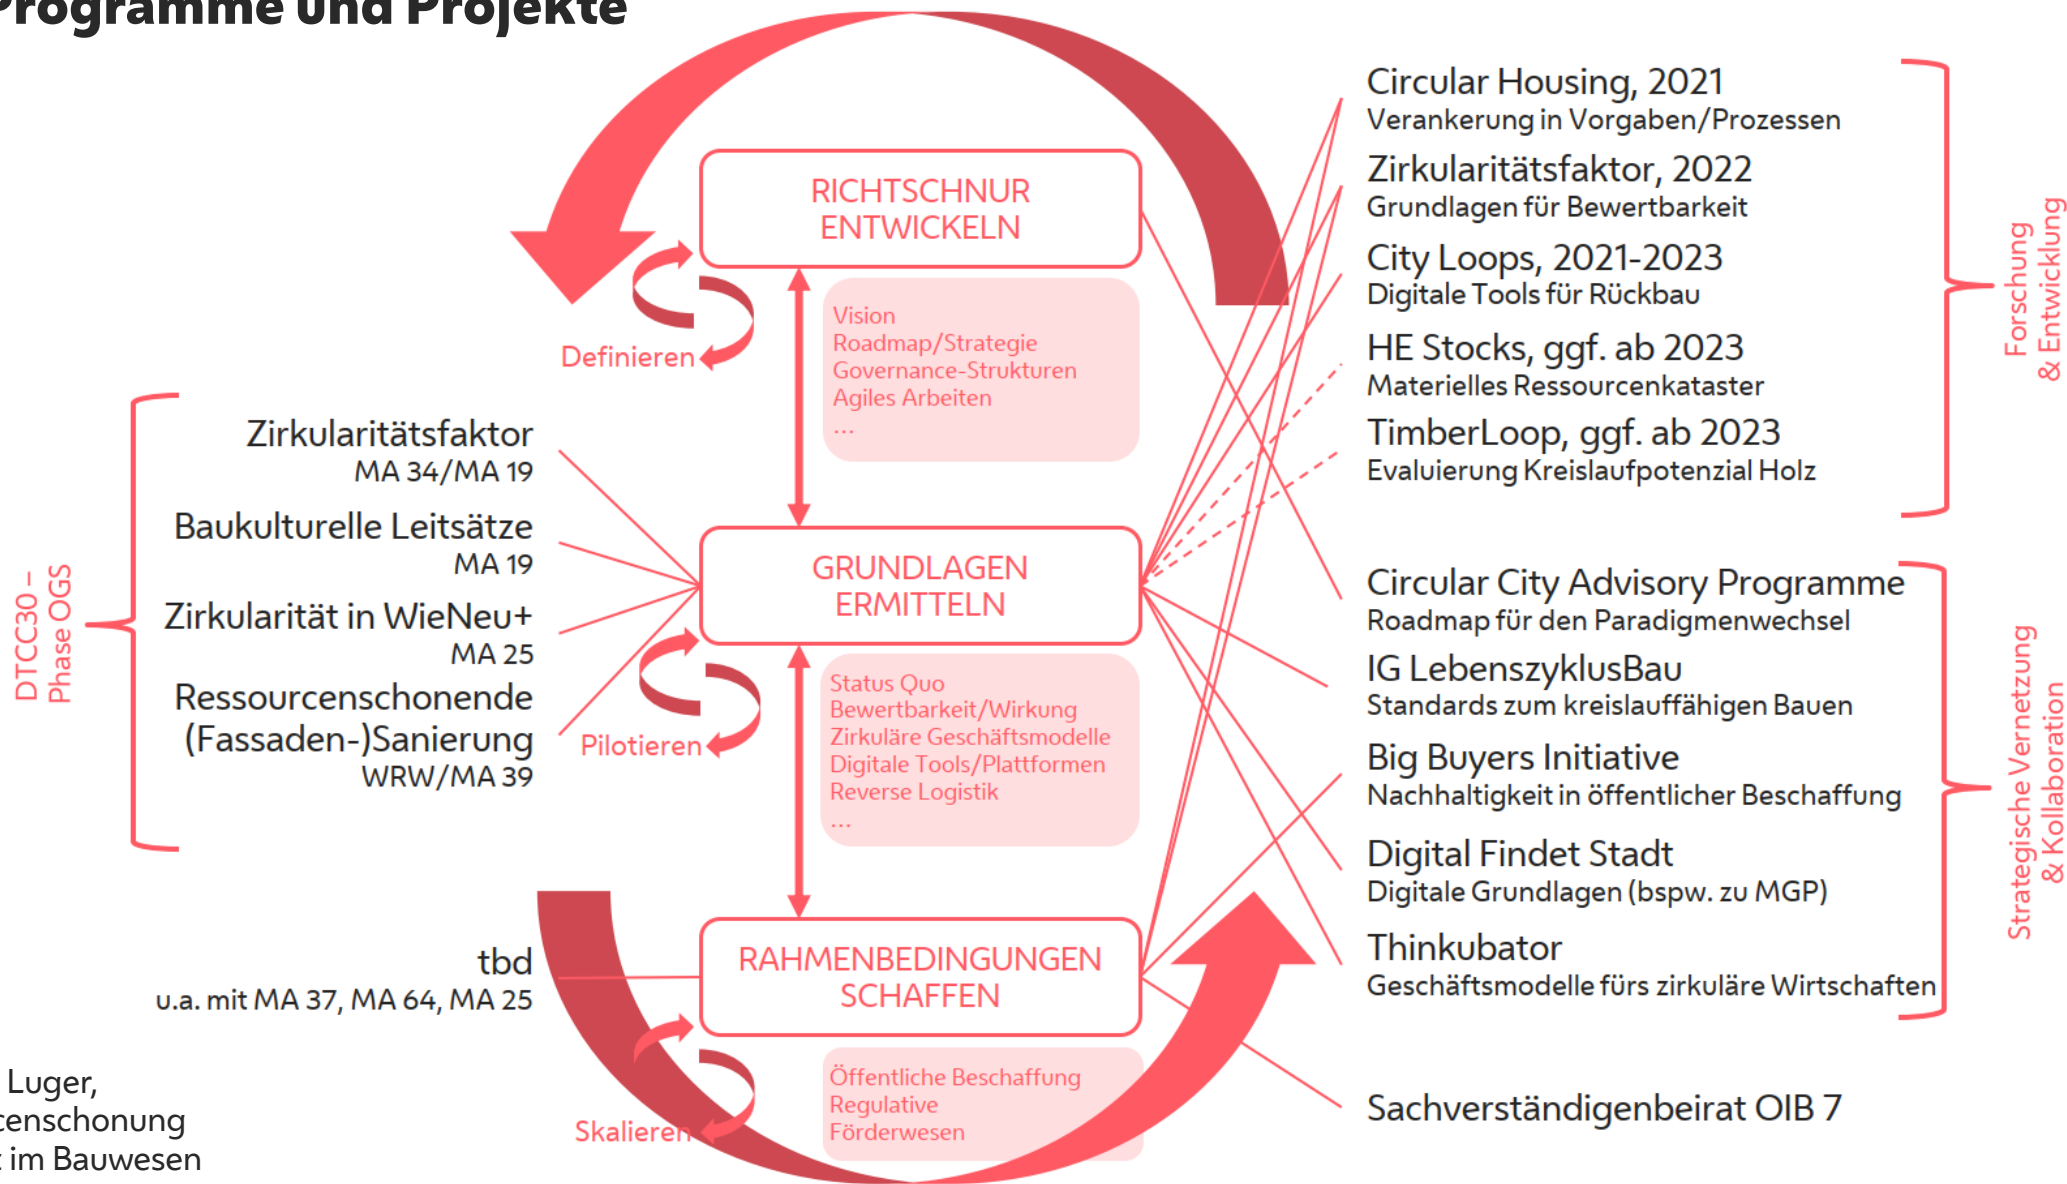 Programme und Projekte
RICHTSCHNUR
ENTWICKELN
Definieren
Vision
Roadmap/Strategie
Governance-Strukturen
Agiles Arbeiten
...
DTCC30 –
Phase OGS
Zirkularitätsfaktor
MA 34/MA 19
Baukulturelle Leitsätze
MA 19
Zirkularität in WieNeu+
MA 25
Ressourcenschonende
(Fassaden-)Sanierung
WRW/MA 39
GRUNDLAGEN
ERMITTELN
Pilotieren
Status Quo
Bewertbarkeit/Wirkung
Zirkuläre Geschäftsmodelle
Digitale Tools/Plattformen
Reverse Logistik
...
tbd
u.a. mit MA 37, MA 64, MA 25
RAHMENBEDINGUNGEN
SCHAFFEN
Skalieren
Öffentliche Beschaffung
Regulative
Förderwesen
Circular Housing, 2021
Verankerung in Vorgaben/Prozessen
Zirkularitätsfaktor, 2022
Grundlagen für Bewertbarkeit
City Loops, 2021-2023
Digitale Tools für Rückbau
HE Stocks, ggf. ab 2023
Materielles Ressourcenkataster
TimberLoop, ggf. ab 2023
Evaluierung Kreislaufpotenzial Holz
Forschung
& Entwicklung
Circular City Advisory Programme
Roadmap für den Paradigmenwechsel
IG LebenszyklusBau
Standards zum kreislauffähigen Bauen
Big Buyers Initiative
Nachhaltigkeit in öffentlicher Beschaffung
Digital Findet Stadt
Digitale Grundlagen (bspw. zu MGP)
Thinkubator
Geschäftsmodelle fürs zirkuläre Wirtschaften
Strategische Vernetzung
& Kollaboration
Sachverständigenbeirat OIB 7
Luger,
censchonung
im Bauwesen